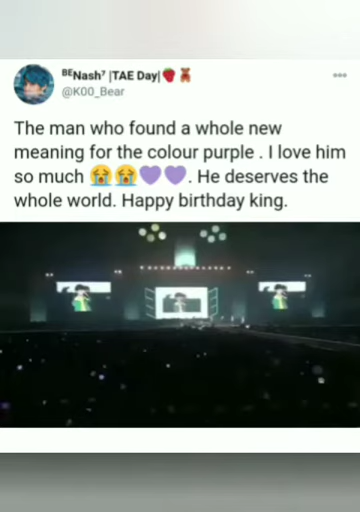 ᴮᴱNash⁷ |TAE Day|🍓🧸
@K00_Bear
The man who found a whole new
meaning for the colour purple . I love him
so much 😭😭💜💜. He deserves the
whole world. Happy birthday king.